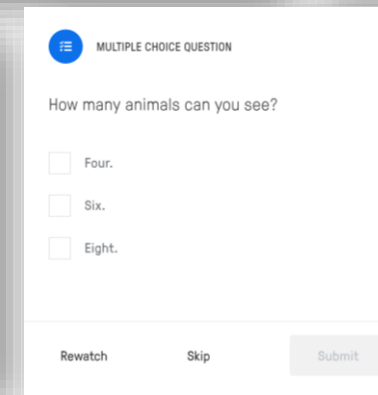 MULTIPLE CHOICE QUESTION
How many animals can you see?
Four.
Six.
Eight.
Rewatch Skip Submit